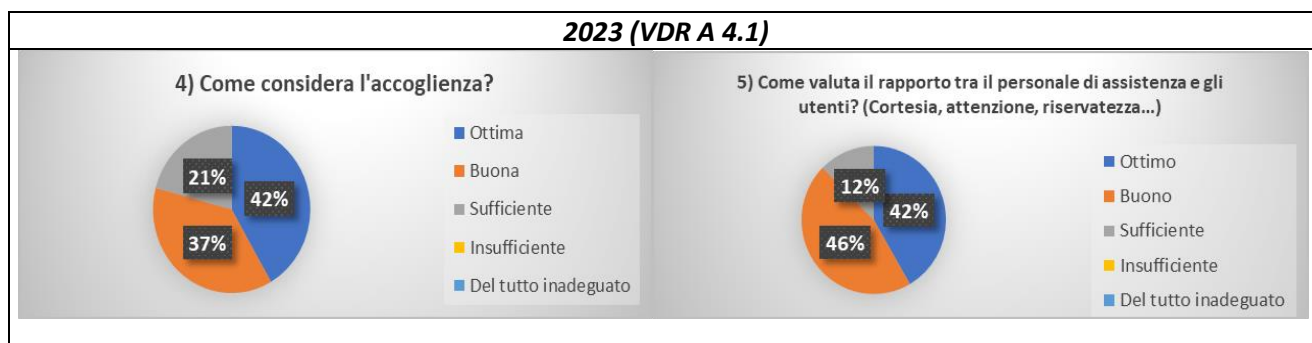 2023 (VDR A 4.1)
4) Come considera l'accoglienza?
21%
42%
37%
Ottima
Buona
Sufficiente
Insufficiente
Del tutto inadeguato
5) Come valuta il rapporto tra il personale di assistenza e gli
utenti? (Cortesia, attenzione, riservatezza...)
12%
42%
46%
Ottimo
Buono
Sufficiente
Insufficiente
Del tutto inadeguato